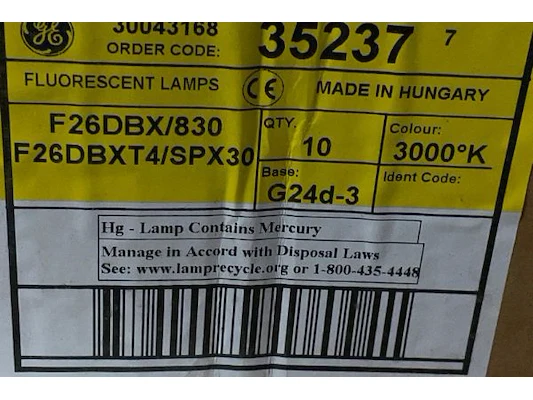 GE
30043168
ORDER CODE: 35237 7
FLUORESCENT LAMPS CE MADE IN HUNGARY
F26DBX/830
F26DBXT4/SPX30
QTY. 10
Colour: 3000°K
Base: G24d-3
Ident Code:
Hg - Lamp Contains Mercury
Manage in Accord with Disposal Laws
See: www.lamprecycle.org or 1-800-435-4448